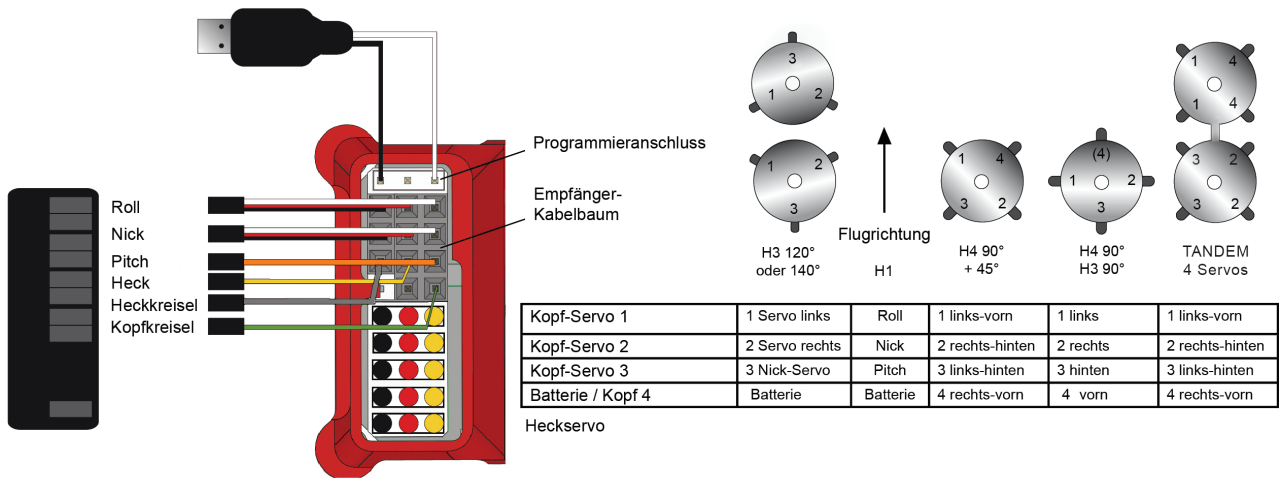 Programmieranschluss
Empfänger-
Kabelbaum
Roll
Nick
Pitch
Heck
Heckkreisel
Kopfkreisel
3
1 2
1 2
3
H3 120°
oder 140°
Flugrichtung
H1
1 4
3 2
H4 90°
+ 45°
(4)
1 2
3
H4 90°
H3 90°
1 4
1 4
3 2
3 2
TANDEM
4 Servos
Kopf-Servo 1 1 Servo links Roll 1 links-vorn 1 links 1 links-vorn
Kopf-Servo 2 2 Servo rechts Nick 2 rechts-hinten 2 rechts 2 rechts-hinten
Kopf-Servo 3 3 Nick-Servo Pitch 3 links-hinten 3 hinten 3 links-hinten
Batterie / Kopf 4 Batterie Batterie 4 rechts-vorn 4 vorn 4 rechts-vorn
Heckservo